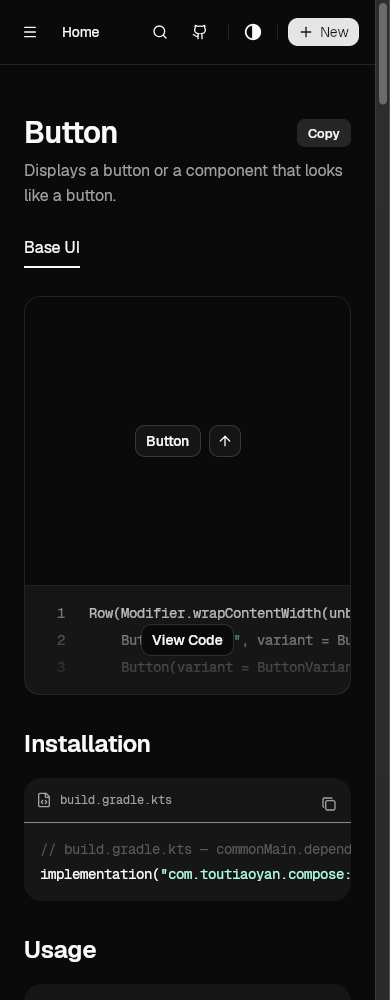 Home
New
Button
Copy
Displays a button or a component that looks
like a button.
Base UI
Button
1 Row(Modifier.wrapContentWidth(unb
2 But View Code ", variant = Bu
3 Button(variant = ButtonVarian
Installation
build.gradle.kts
// build.gradle.kts — commonMain.depend
implementation("com.toutiaoyan.compose:
Usage